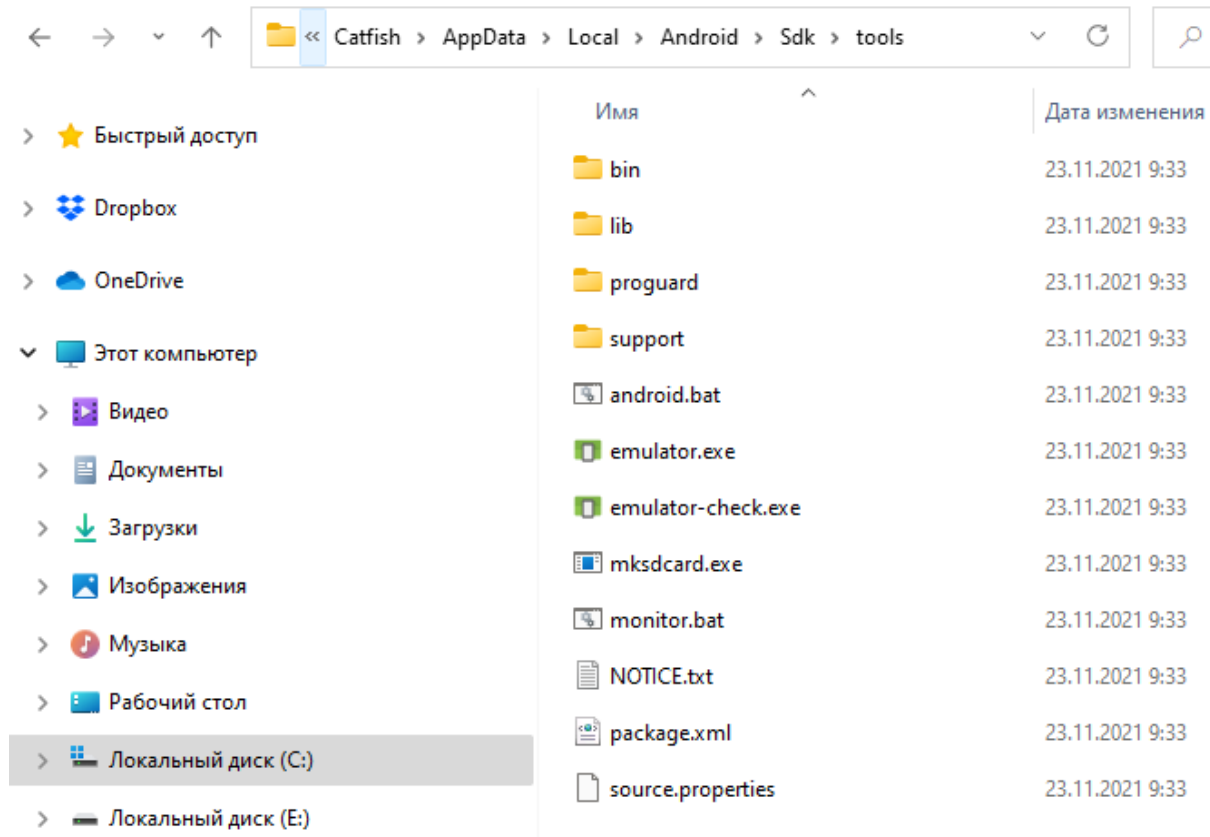 « Catfish > AppData > Local > Android > Sdk > tools
Быстрый доступ
Dropbox
OneDrive
Этот компьютер
Видео
Документы
Загрузки
Изображения
Музыка
Рабочий стол
Локальный диск (C:)
Локальный диск (E:)
Имя Дата изменения
bin 23.11.2021 9:33
lib 23.11.2021 9:33
proguard 23.11.2021 9:33
support 23.11.2021 9:33
android.bat 23.11.2021 9:33
emulator.exe 23.11.2021 9:33
emulator-check.exe 23.11.2021 9:33
mksdcard.exe 23.11.2021 9:33
monitor.bat 23.11.2021 9:33
NOTICE.txt 23.11.2021 9:33
package.xml 23.11.2021 9:33
source.properties 23.11.2021 9:33